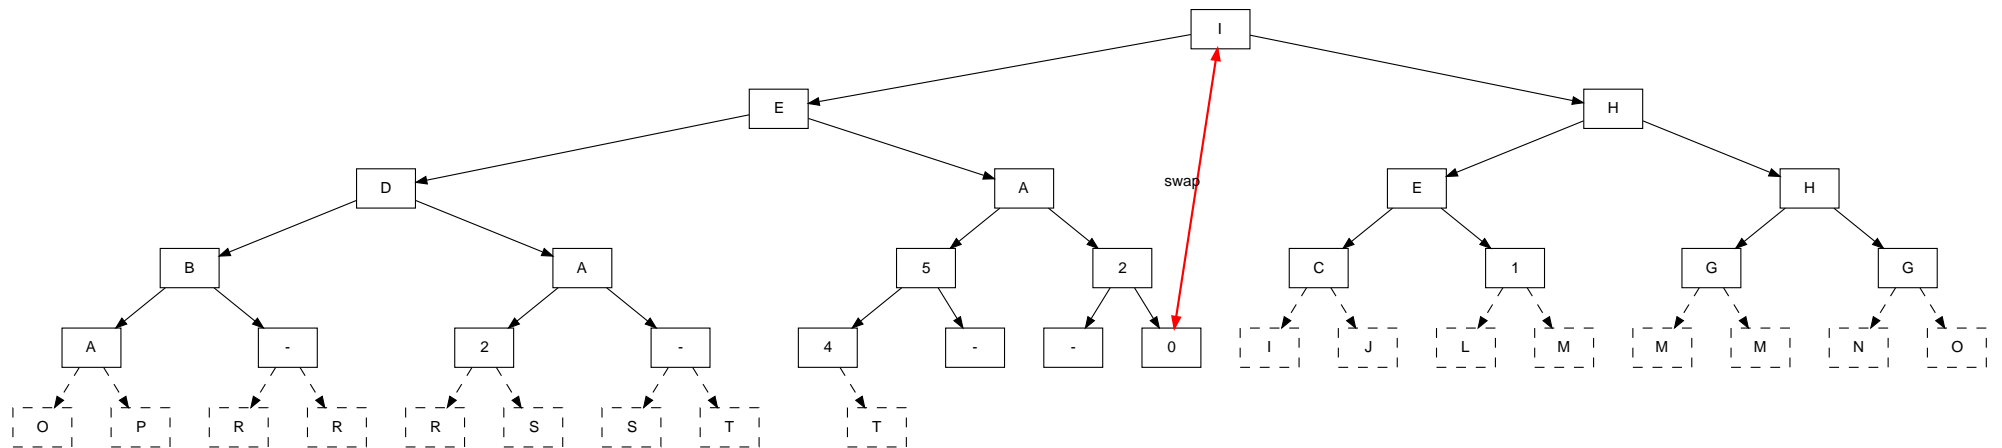 I
E H
D A E H
swap
B A 5 2 C 1 G G
A - 2 - 4 - - 0 I J L M M M N O
O P R R R S S T T